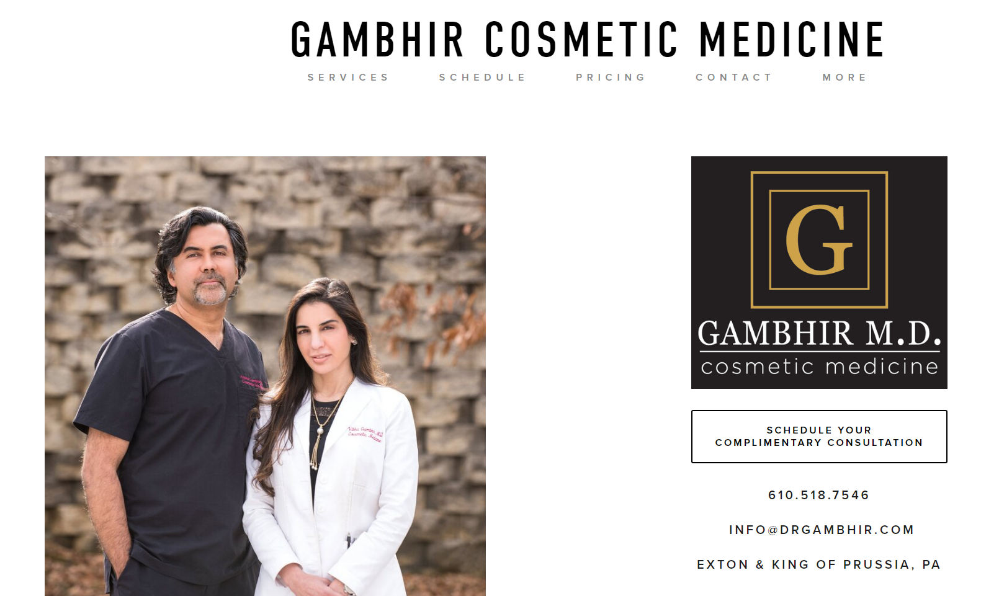 GAMBHIR COSMETIC MEDICINE
SERVICES SCHEDULE PRICING CONTACT MORE
G
GAMBHIR M.D.
cosmetic medicine
Vibha Gambhir, M.D.
Cosmetic Medicine
SCHEDULE YOUR
COMPLIMENTARY CONSULTATION
610.518.7546
INFO@DRGAMBHIR.COM
EXTON & KING OF PRUSSIA, PA